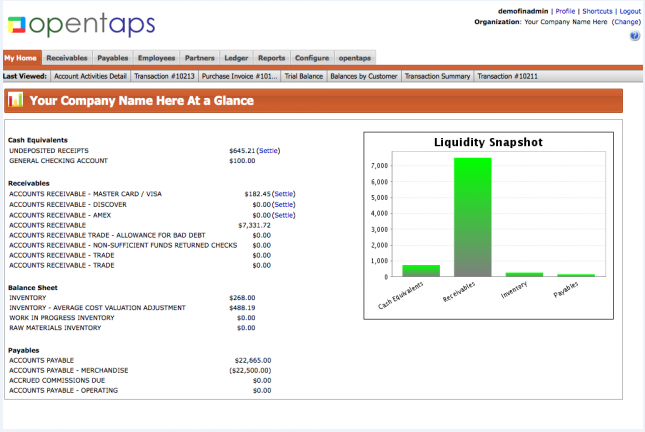 opentaps
demofinadmin | Profile | Shortcuts | Logout
Organization: Your Company Name Here (Change)
?
My Home Receivables Payables Employees Partners Ledger Reports Configure opentaps
Last Viewed: Account Activities Detail Transaction #10213 Purchase Invoice #101... Trial Balance Balances by Customer Transaction Summary Transaction #10211
Your Company Name Here At a Glance
Cash Equivalents
UNDEPOSITED RECEIPTS $645.21(Settle)
GENERAL CHECKING ACCOUNT $100.00
Receivables
ACCOUNTS RECEIVABLE - MASTER CARD / VISA $182.45(Settle)
ACCOUNTS RECEIVABLE - DISCOVER $0.00(Settle)
ACCOUNTS RECEIVABLE - AMEX $0.00(Settle)
ACCOUNTS RECEIVABLE $7,331.72
ACCOUNTS RECEIVABLE TRADE - ALLOWANCE FOR BAD DEBT $0.00
ACCOUNTS RECEIVABLE - NON-SUFFICIENT FUNDS RETURNED CHECKS $0.00
ACCOUNTS RECEIVABLE - TRADE $0.00
ACCOUNTS RECEIVABLE - TRADE $0.00
Balance Sheet
INVENTORY $268.00
INVENTORY - AVERAGE COST VALUATION ADJUSTMENT $488.19
WORK IN PROGRESS INVENTORY $0.00
RAW MATERIALS INVENTORY $0.00
Payables
ACCOUNTS PAYABLE $22,665.00
ACCOUNTS PAYABLE - MERCHANDISE ($22,500.00)
ACCRUED COMMISSIONS DUE $0.00
ACCOUNTS PAYABLE - OPERATING $0.00
Liquidity Snapshot
7,000
6,000
5,000
4,000
3,000
2,000
1,000
0
Cash Equivalents Receivables Inventory Payables